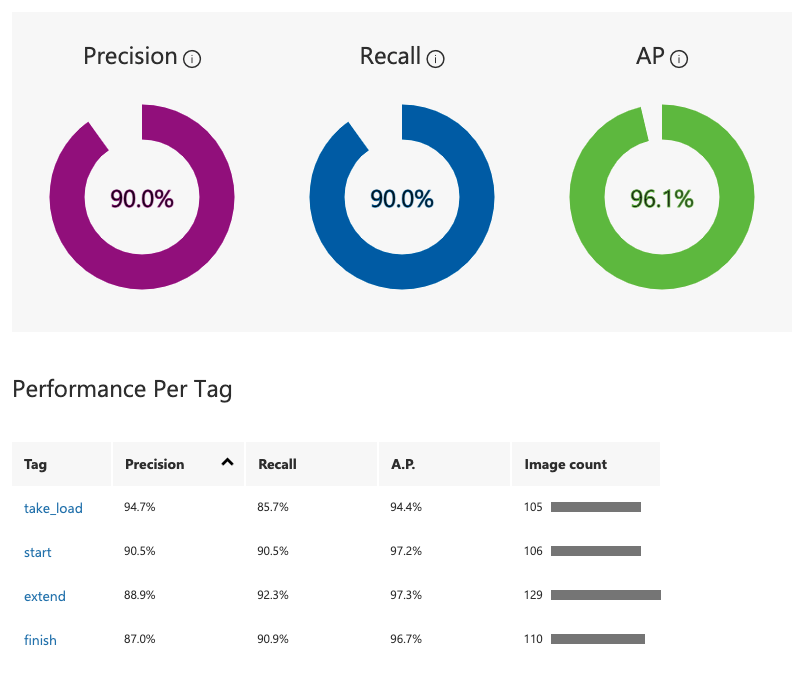 Precision Recall AP
90.0% 90.0% 96.1%
Performance Per Tag
Tag Precision Recall A.P. Image count
take_load 94.7% 85.7% 94.4% 105
start 90.5% 90.5% 97.2% 106
extend 88.9% 92.3% 97.3% 129
finish 87.0% 90.9% 96.7% 110